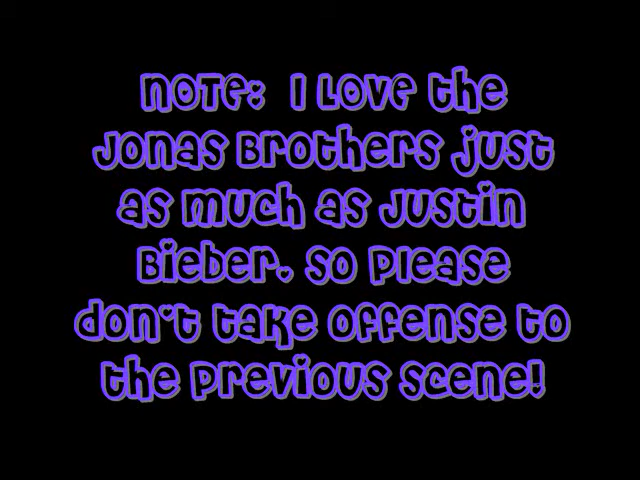 NOTE: I LOVE the
Jonas Brothers just
as much as Justin
Bieber. So please
don't take offense to
the previous scene!